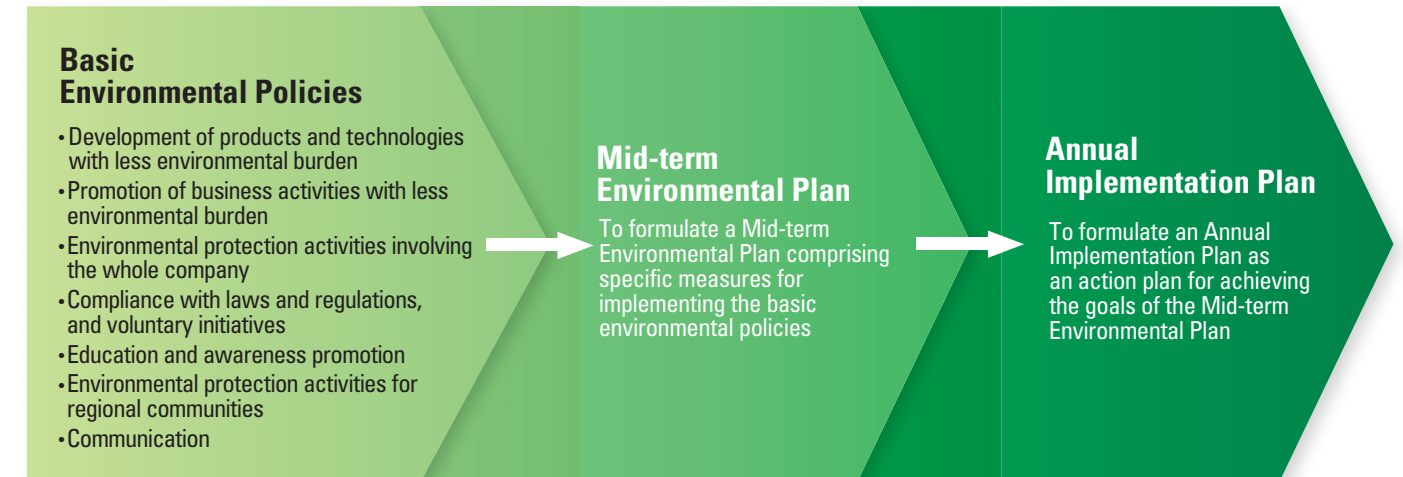 Basic
Environmental Policies
•Development of products and technologies
with less environmental burden
•Promotion of business activities with less
environmental burden
•Environmental protection activities involving
the whole company
•Compliance with laws and regulations,
and voluntary initiatives
•Education and awareness promotion
•Environmental protection activities for
regional communities
•Communication
Mid-term
Environmental Plan
To formulate a Mid-term
Environmental Plan comprising
specific measures for
implementing the basic
environmental policies
Annual
Implementation Plan
To formulate an Annual
Implementation Plan as
an action plan for achieving
the goals of the Mid-term
Environmental Plan